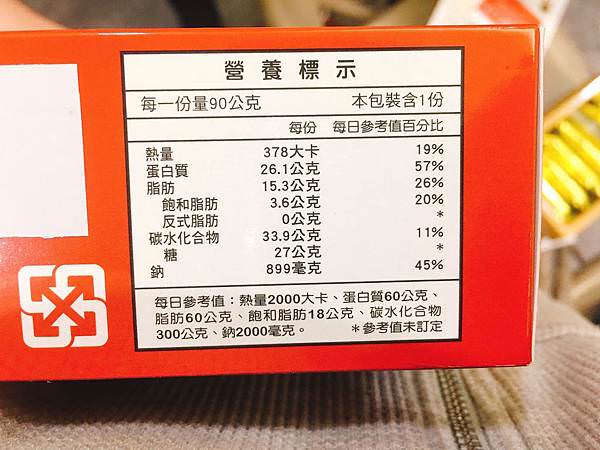 營養標示
每一份量90公克 本包裝含1份
每份 每日參考值百分比
熱量 378大卡 19%
蛋白質 26.1公克 57%
脂肪 15.3公克 26%
飽和脂肪 3.6公克 20%
反式脂肪 0公克 *
碳水化合物 33.9公克 11%
糖 27公克 *
鈉 899毫克 45%
每日參考值：熱量2000大卡、蛋白質60公克、
脂肪60公克、飽和脂肪18公克、碳水化合物
300公克、鈉2000毫克。 *參考值未訂定